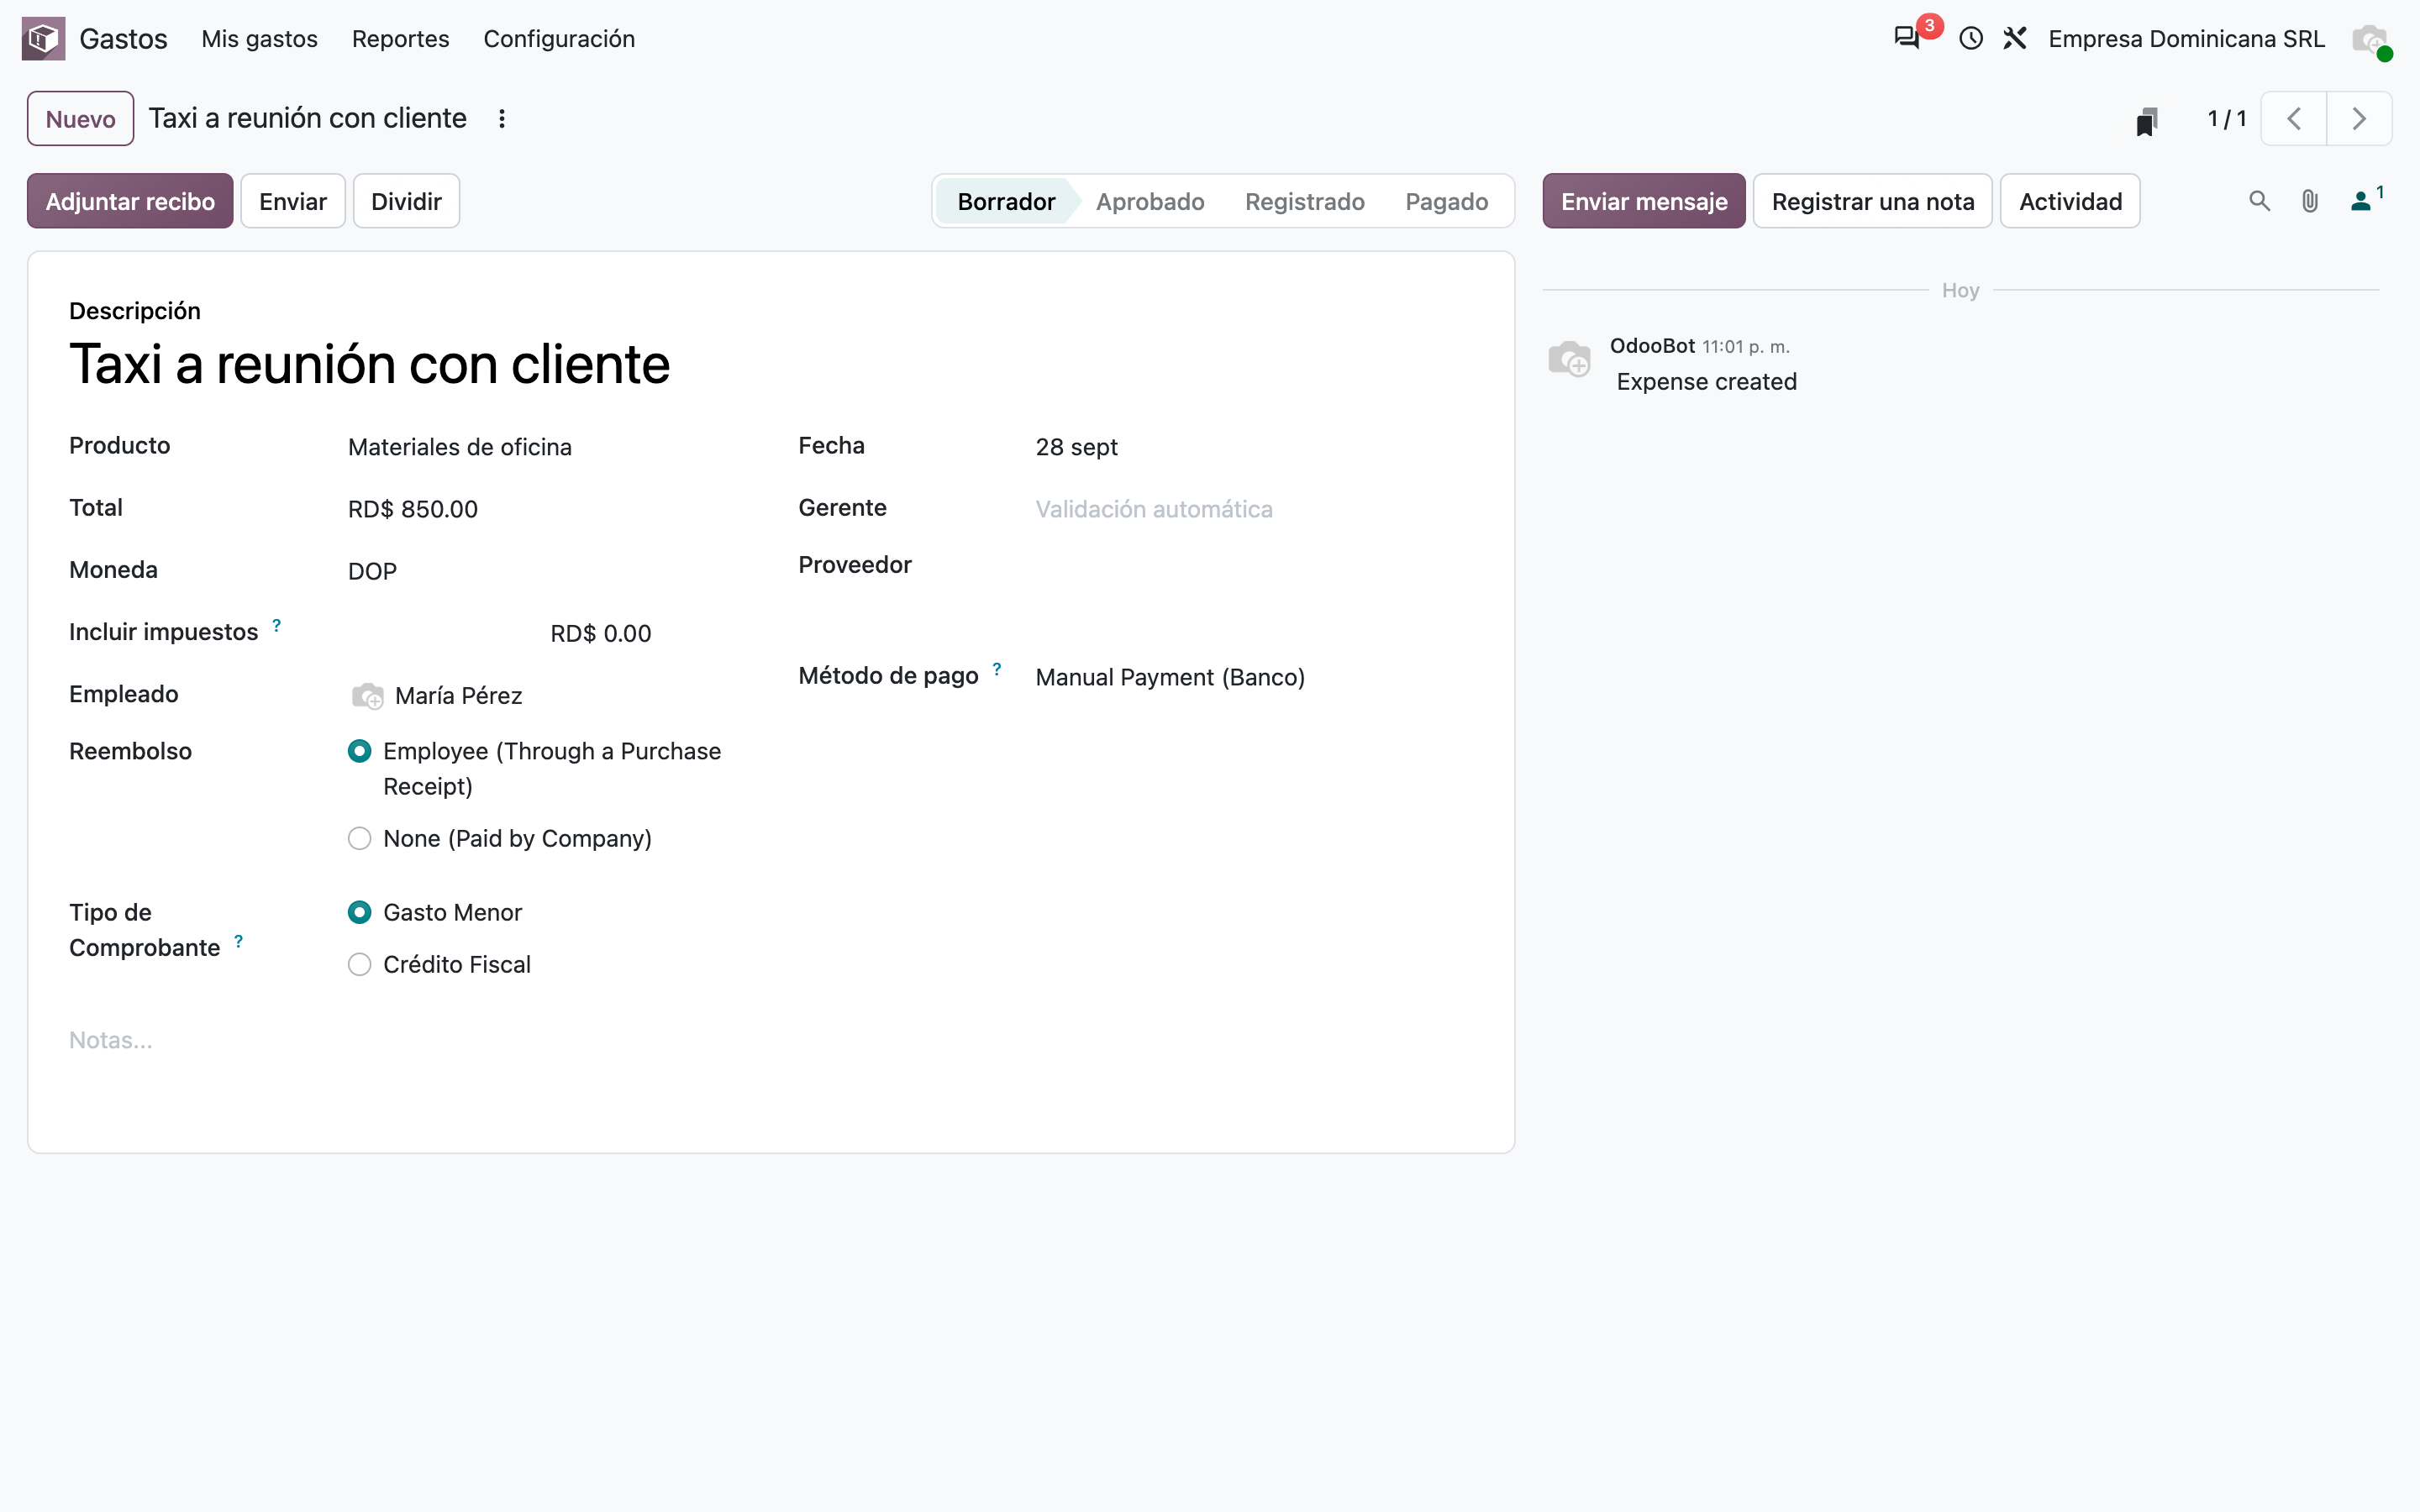 Gastos Mis gastos Reportes Configuración 3 Empresa Dominicana SRL
Nuevo Taxi a reunión con cliente 1 / 1
Adjuntar recibo Enviar Dividir Borrador Aprobado Registrado Pagado Enviar mensaje Registrar una nota Actividad 1
Hoy
Descripción
Taxi a reunión con cliente
OdooBot 11:01 p. m.
Expense created
Producto Materiales de oficina Fecha 28 sept
Total RD$ 850.00 Gerente Validación automática
Moneda DOP Proveedor
Incluir impuestos ? RD$ 0.00
Método de pago ? Manual Payment (Banco)
Empleado María Pérez
Reembolso Employee (Through a Purchase
Receipt)
None (Paid by Company)
Tipo de
Comprobante ?
Gasto Menor
Crédito Fiscal
Notas...